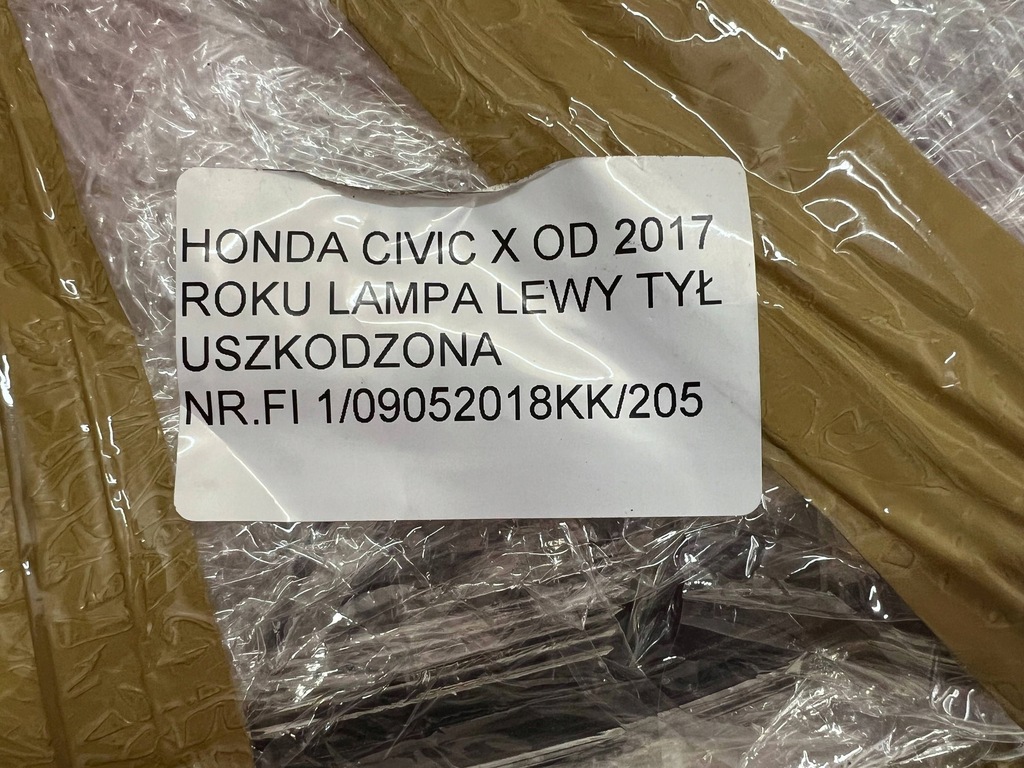 HONDA CIVIC X OD 2017
ROKU LAMPA LEWY TYŁ
USZKODZONA
NR.FI 1/09052018KK/205